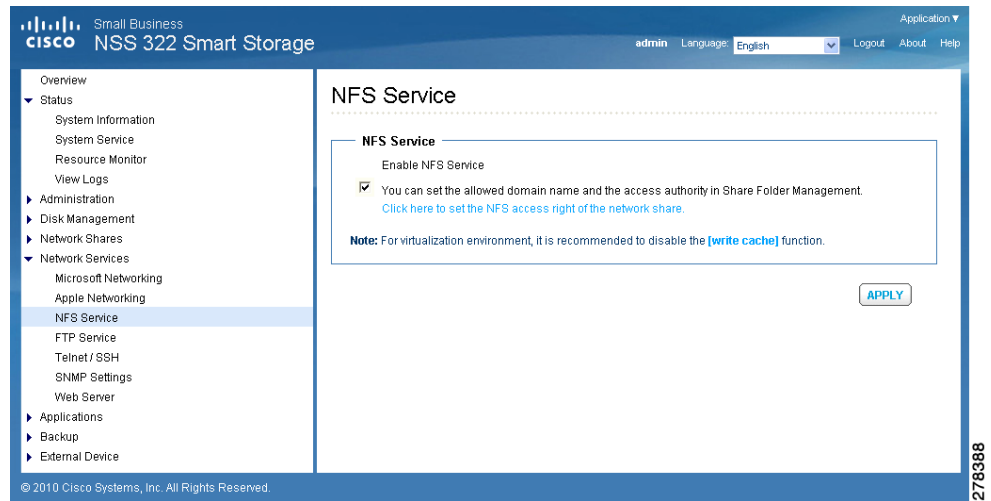 Small Business
CISCO NSS 322 Smart Storage
Application ▼
admin Language: English Logout About Help
Overview
Status
System Information
System Service
Resource Monitor
View Logs
Administration
Disk Management
Network Shares
Network Services
Microsoft Networking
Apple Networking
NFS Service
FTP Service
Telnet / SSH
SNMP Settings
Web Server
Applications
Backup
External Device
NFS Service
NFS Service
Enable NFS Service
You can set the allowed domain name and the access authority in Share Folder Management.
Click here to set the NFS access right of the network share.
Note: For virtualization environment, it is recommended to disable the [write cache] function.
APPLY
© 2010 Cisco Systems, Inc. All Rights Reserved.
278388